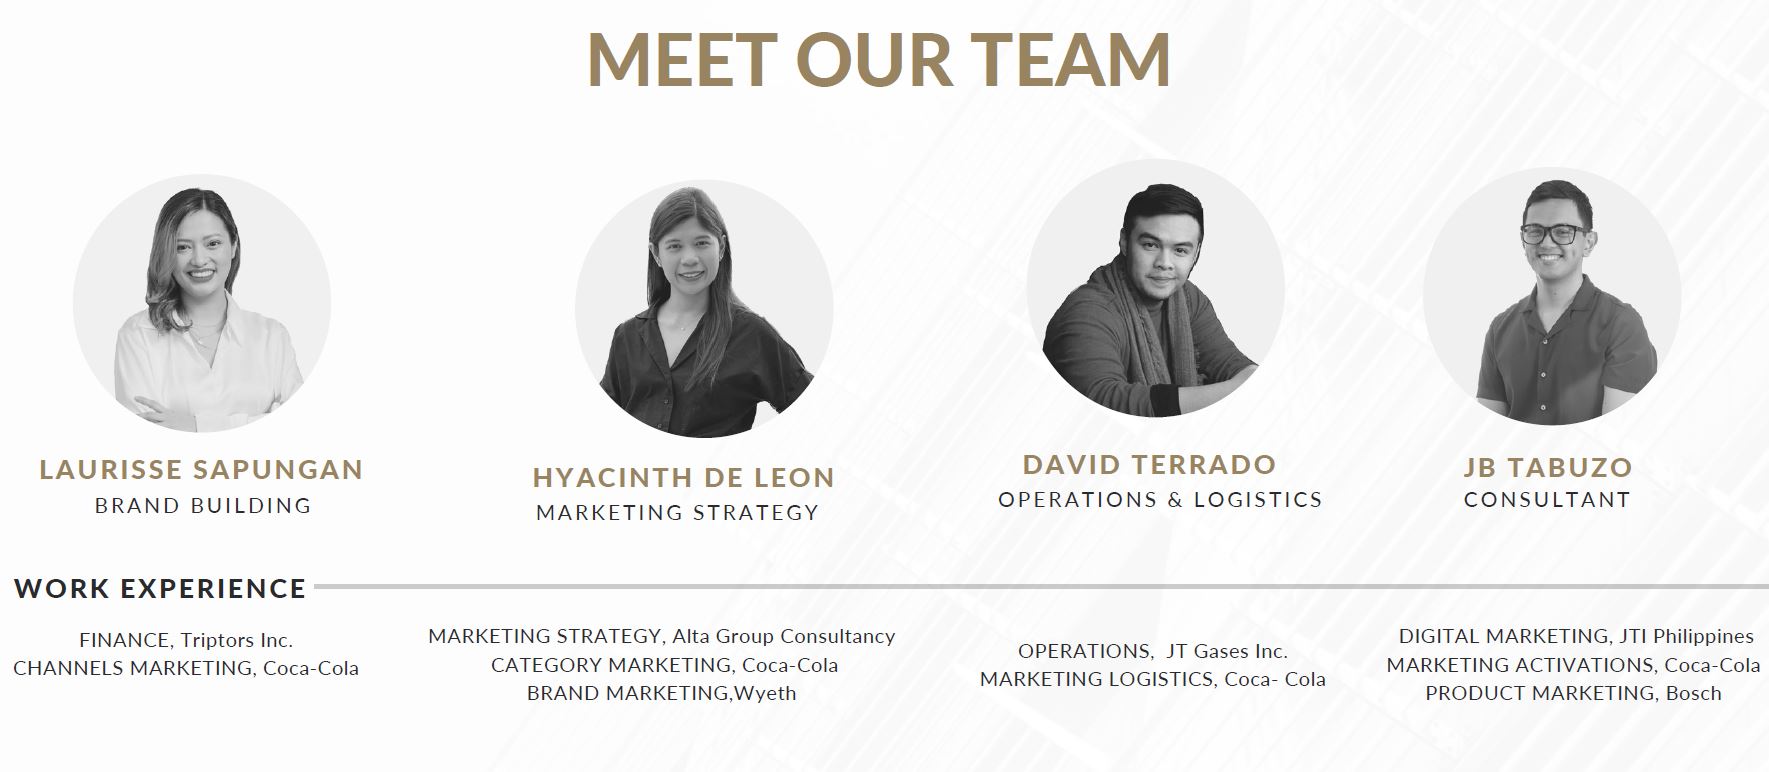 MEET OUR TEAM
LAURISSE SAPUNGAN
BRAND BUILDING
HYACINTH DE LEON
MARKETING STRATEGY
DAVID TERRADO
OPERATIONS & LOGISTICS
JB TABUZO
CONSULTANT
WORK EXPERIENCE
FINANCE, Triptors Inc.
CHANNELS MARKETING, Coca-Cola
MARKETING STRATEGY, Alta Group Consultancy
CATEGORY MARKETING, Coca-Cola
BRAND MARKETING,Wyeth
OPERATIONS, JT Gases Inc.
MARKETING LOGISTICS, Coca- Cola
DIGITAL MARKETING, JTI Philippines
MARKETING ACTIVATIONS, Coca-Cola
PRODUCT MARKETING, Bosch